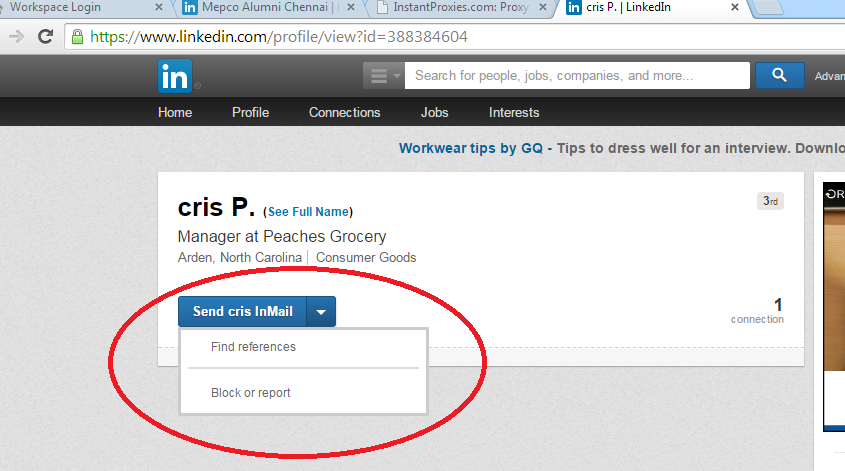 Workspace Login
Mepco Alumni Chennai |
InstantProxies.com: Proxy
cris P. | LinkedIn
https://www.linkedin.com/profile/view?id=388384604
in
Search for people, jobs, companies, and more...
Advan
Home Profile Connections Jobs Interests
Workwear tips by GQ - Tips to dress well for an interview. Downlo
cris P. (See Full Name)
3rd
Manager at Peaches Grocery
Arden, North Carolina | Consumer Goods
Send cris InMail
1
connection
Find references
Block or report